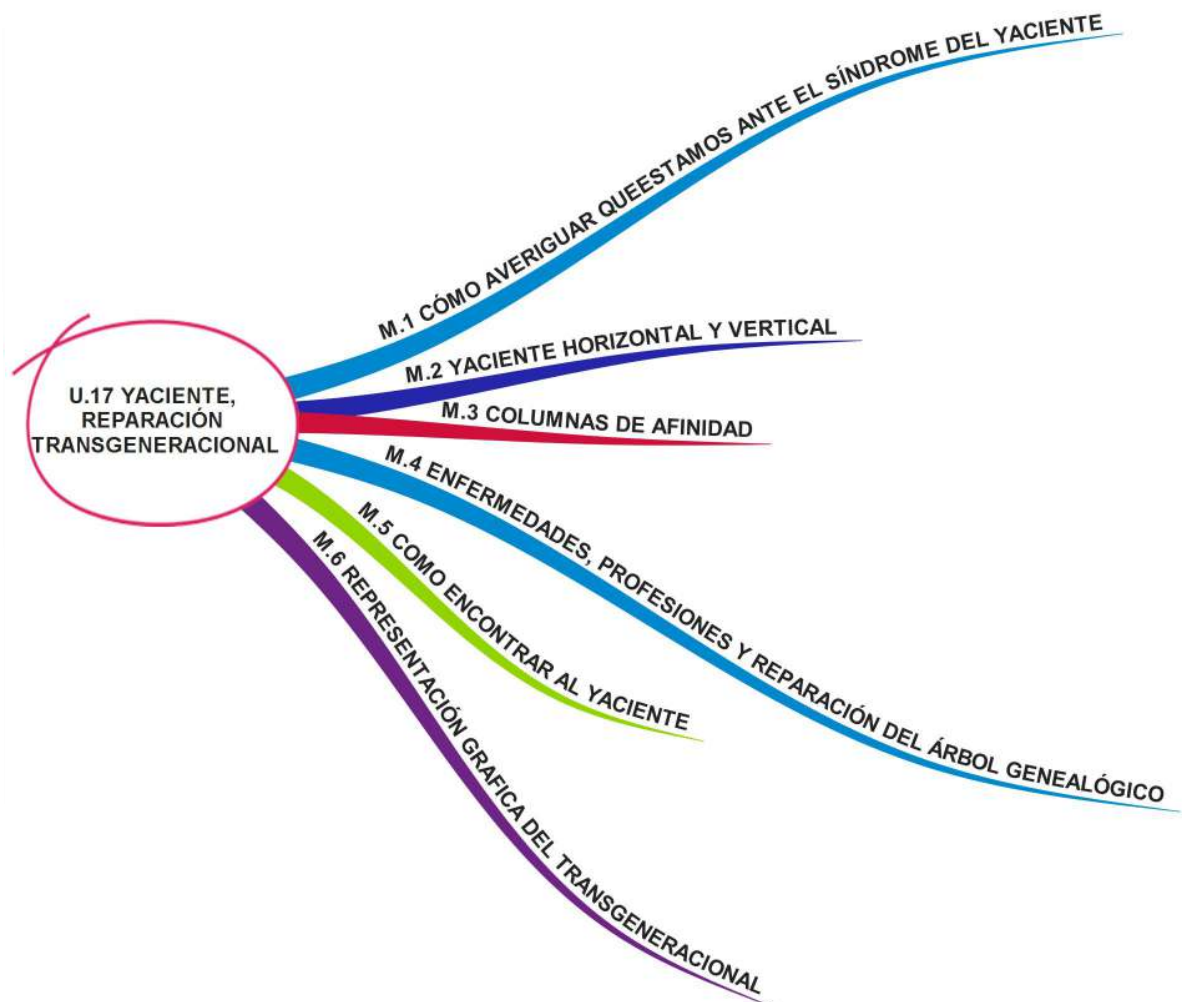 U.17 YACIENTE,
REPARACIÓN
TRANSGENERACIONAL
M.1 CÓMO AVERIGUAR QUEESTAMOS ANTE EL SÍNDROME DEL YACIENTE
M.2 YACIENTE HORIZONTAL Y VERTICAL
M.3 COLUMNAS DE AFINIDAD
M.4 ENFERMEDADES, PROFESIONES Y REPARACIÓN DEL ÁRBOL GENEALÓGICO
M.5 COMO ENCONTRAR AL YACIENTE
M.6 REPRESENTACIÓN GRAFICA DEL TRANSGENERACIONAL